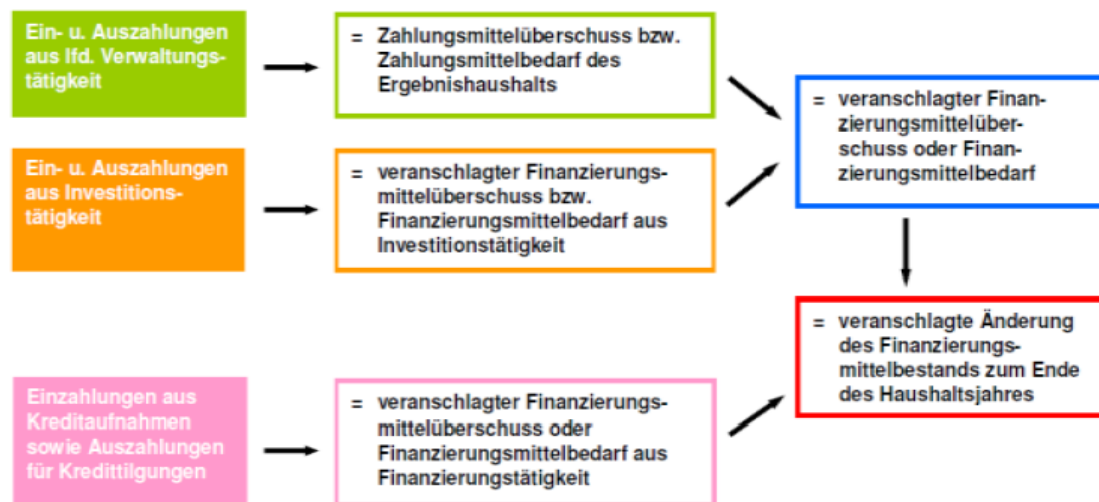 Ein- u. Auszahlungen
aus lfd. Verwaltungs-
tätigkeit
= Zahlungsmittelüberschuss bzw.
Zahlungsmittelbedarf des
Ergebnishaushalts
Ein- u. Auszahlungen
aus Investitions-
tätigkeit
= veranschlagter Finanzierungs-
mittelüberschuss bzw.
Finanzierungsmittelbedarf aus
Investitionstätigkeit
= veranschlagter Finan-
zierungsmittelüber-
schuss oder Finan-
zierungsmittelbedarf
Einzahlungen aus
Kreditaufnahmen
sowie Auszahlungen
für Kredittilgungen
= veranschlagter Finanzierungs-
mittelüberschuss oder
Finanzierungsmittelbedarf aus
Finanzierungstätigkeit
= veranschlagte Änderung
des Finanzierungs-
mittelbestands zum Ende
des Haushaltsjahres